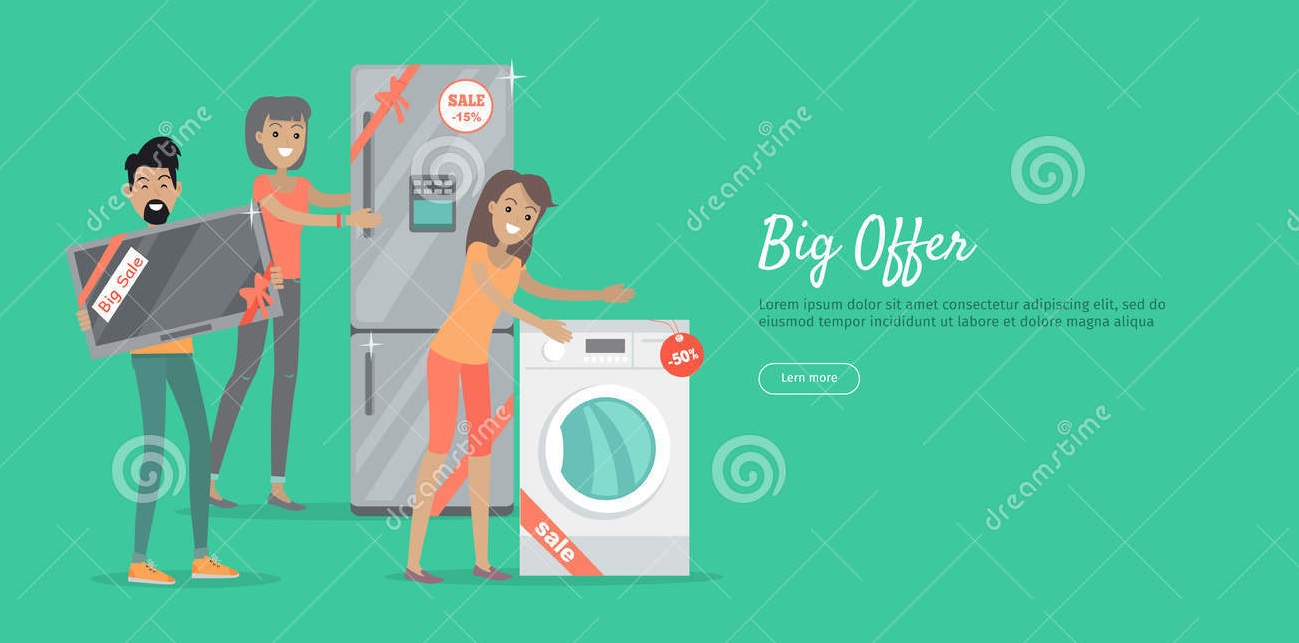 SALE
-15%
Big Sale
-50%
sale
Big Offer
Lorem ipsum dolor sit amet consectetur adipiscing elit, sed do
eiusmod tempor incididunt ut labore et dolore magna aliqua
Lern more
dreamstime
dreamstime
dreamstime
dreamstime
dreamstime